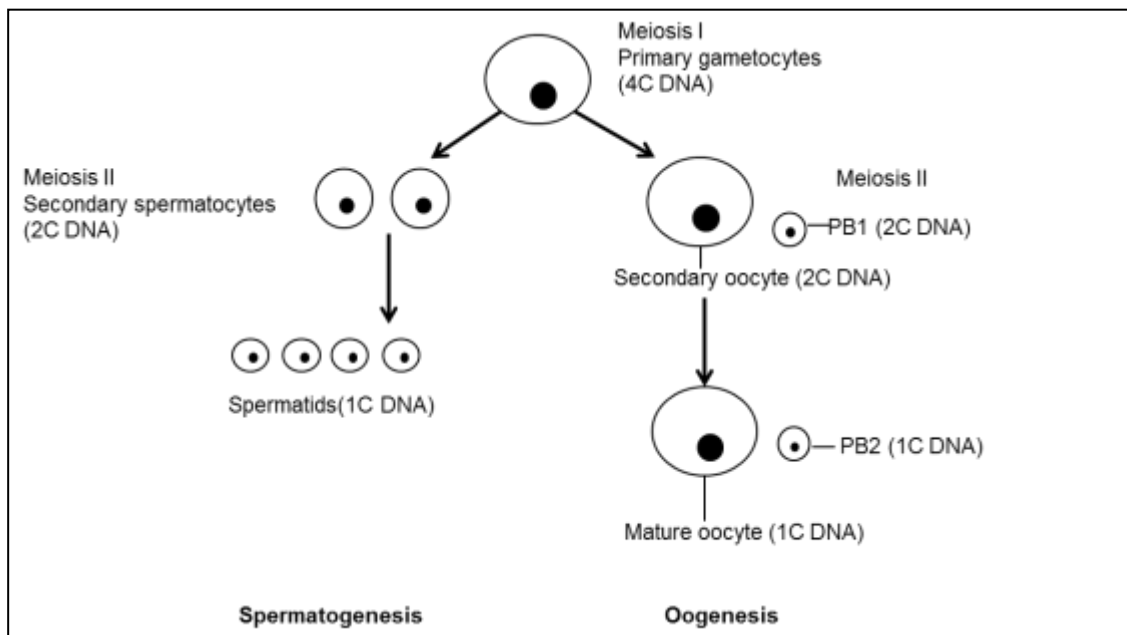 Meiosis I
Primary gametocytes
(4C DNA)
Meiosis II
Secondary spermatocytes
(2C DNA)
Meiosis II
PB1 (2C DNA)
Secondary oocyte (2C DNA)
Spermatids(1C DNA)
PB2 (1C DNA)
Mature oocyte (1C DNA)
Spermatogenesis
Oogenesis